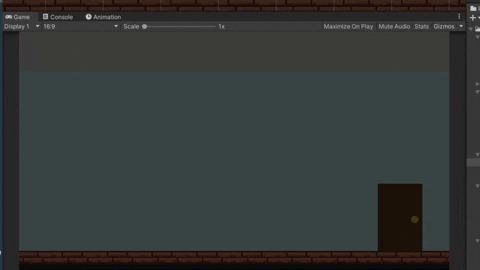 Game Console Animation
Display 1 16:9 Scale 1x Maximize On Play Mute Audio Stats Gizmos